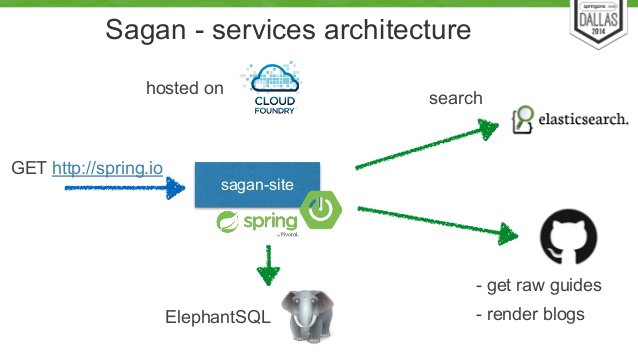 springone 2GX
DALLAS
2014
Sagan - services architecture
hosted on
CLOUD
FOUNDRY™
search
elasticsearch.
GET http://spring.io
sagan-site
spring
by Pivotal.
- get raw guides
- render blogs
ElephantSQL